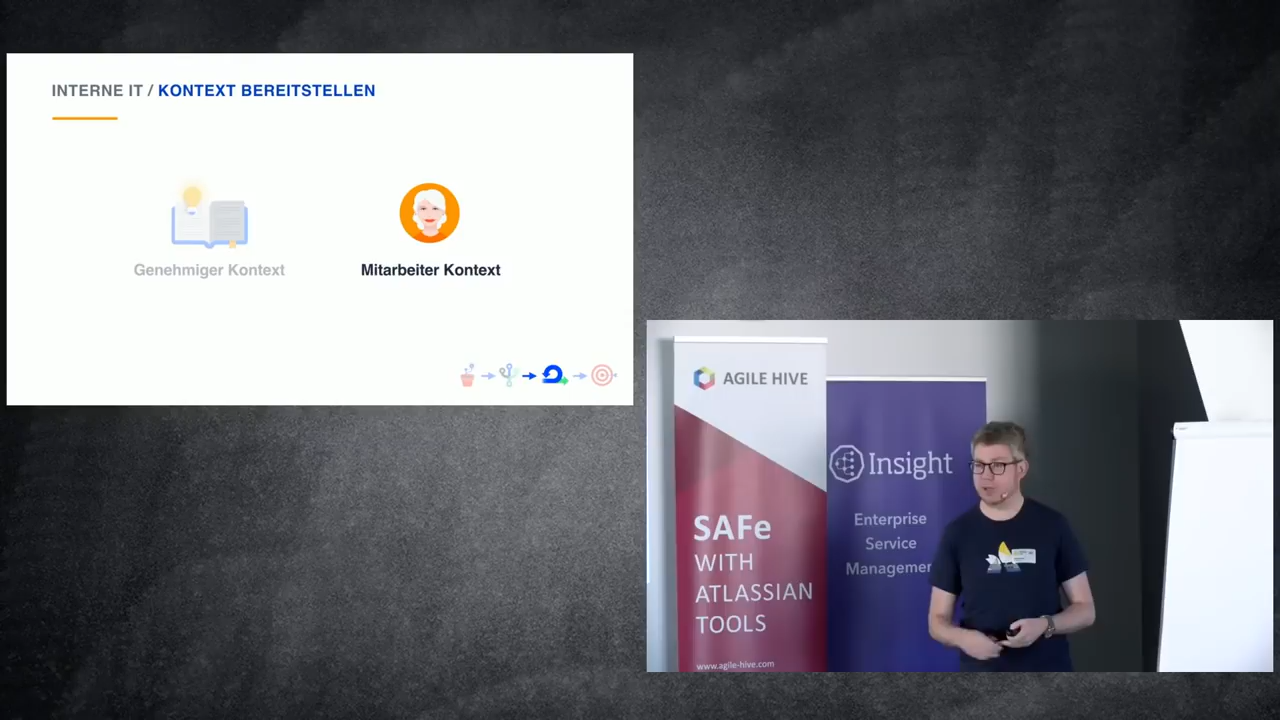 INTERNE IT / KONTEXT BEREITSTELLEN
Genehmiger Kontext
Mitarbeiter Kontext
AGILE HIVE
SAFe
WITH
ATLASSIAN
TOOLS
www.agile-hive.com
Insight
Enterprise
Service
Managemen